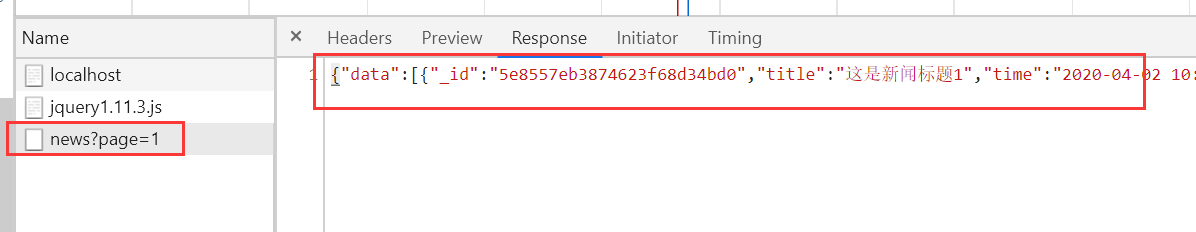 Name
Headers Preview Response Initiator Timing
localhost
1 {"data":[{"_id":"5e8557eb3874623f68d34bd0","title":"这是新闻标题1","time":"2020-04-02 10:
jquery1.11.3.js
news?page=1